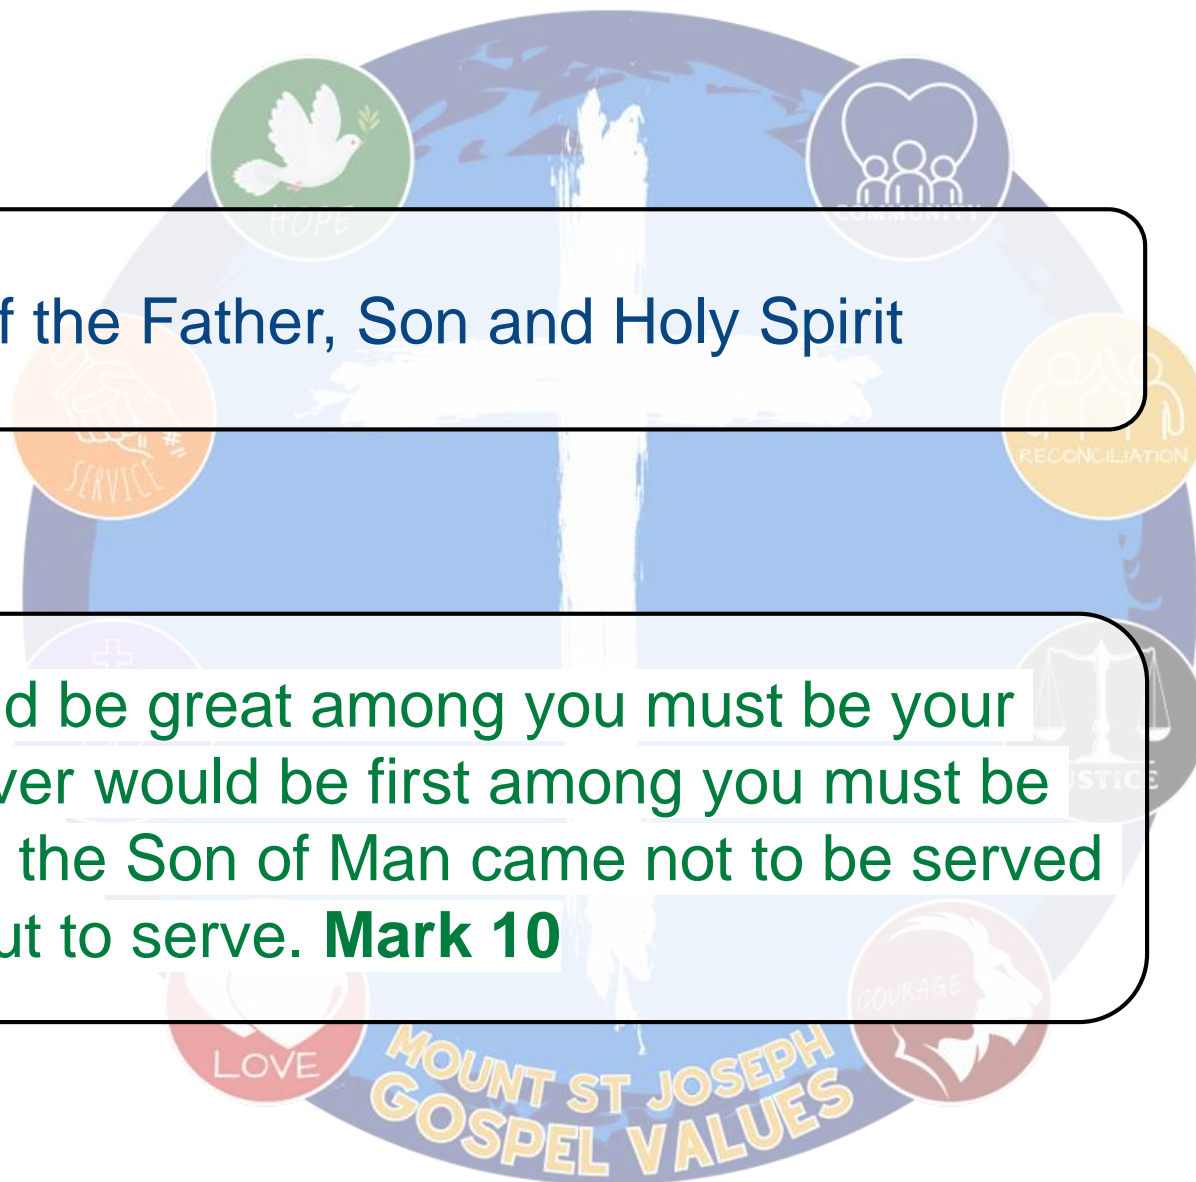 HOPE
COMMUNITY
f the Father, Son and Holy Spirit
SERVICE
RECONCILIATION
d be great among you must be your
ver would be first among you must be
the Son of Man came not to be served
ut to serve. Mark 10
JUSTICE
COURAGE
LOVE
MOUNT ST JOSEPH
GOSPEL VALUES